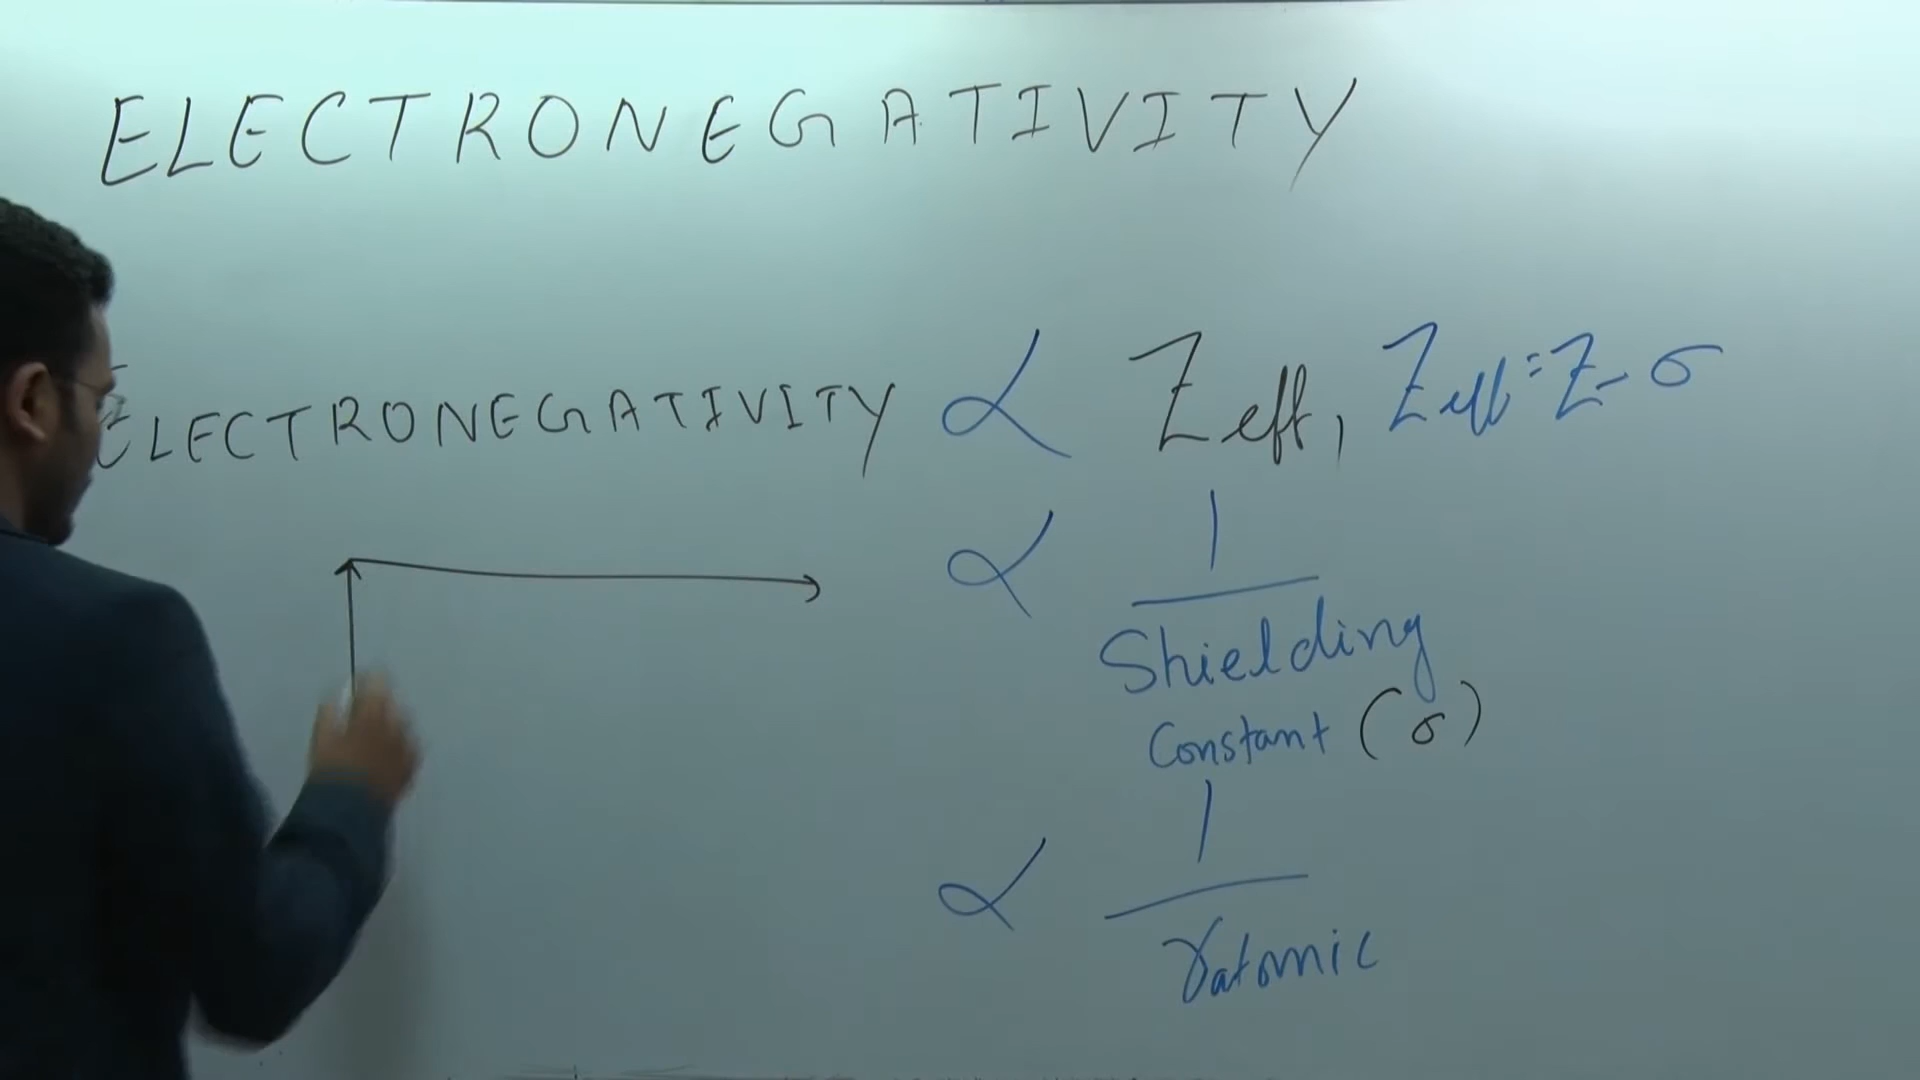 ELECTRONEGATIVITY
ELECTRONEGATIVITY ∝ Zeff, Zeff = Z - σ
∝ 1
Shielding
Constant (σ)
∝ 1
ratomic